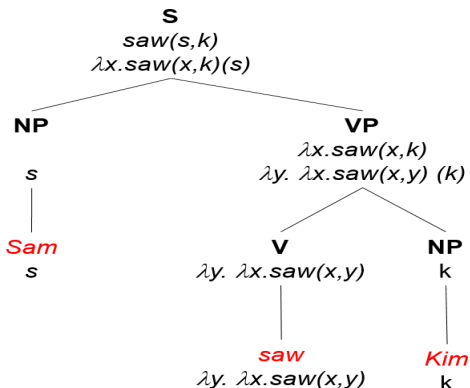 S
saw(s,k)
λx.saw(x,k)(s)
NP VP
λx.saw(x,k)
s λy. λx.saw(x,y) (k)
Sam V NP
s λy. λx.saw(x,y) k
saw Kim
λy. λx.saw(x,y) k